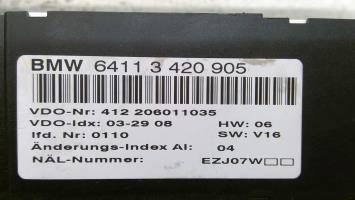 BMW 6411 3 420 905
VDO-Nr: 412 206011035
VDO-Idx: 03-29 08 HW: 06
lfd. Nr: 0110 SW: V16
Änderungs-Index AI: 04
NÄL-Nummer: EZJ07W□□